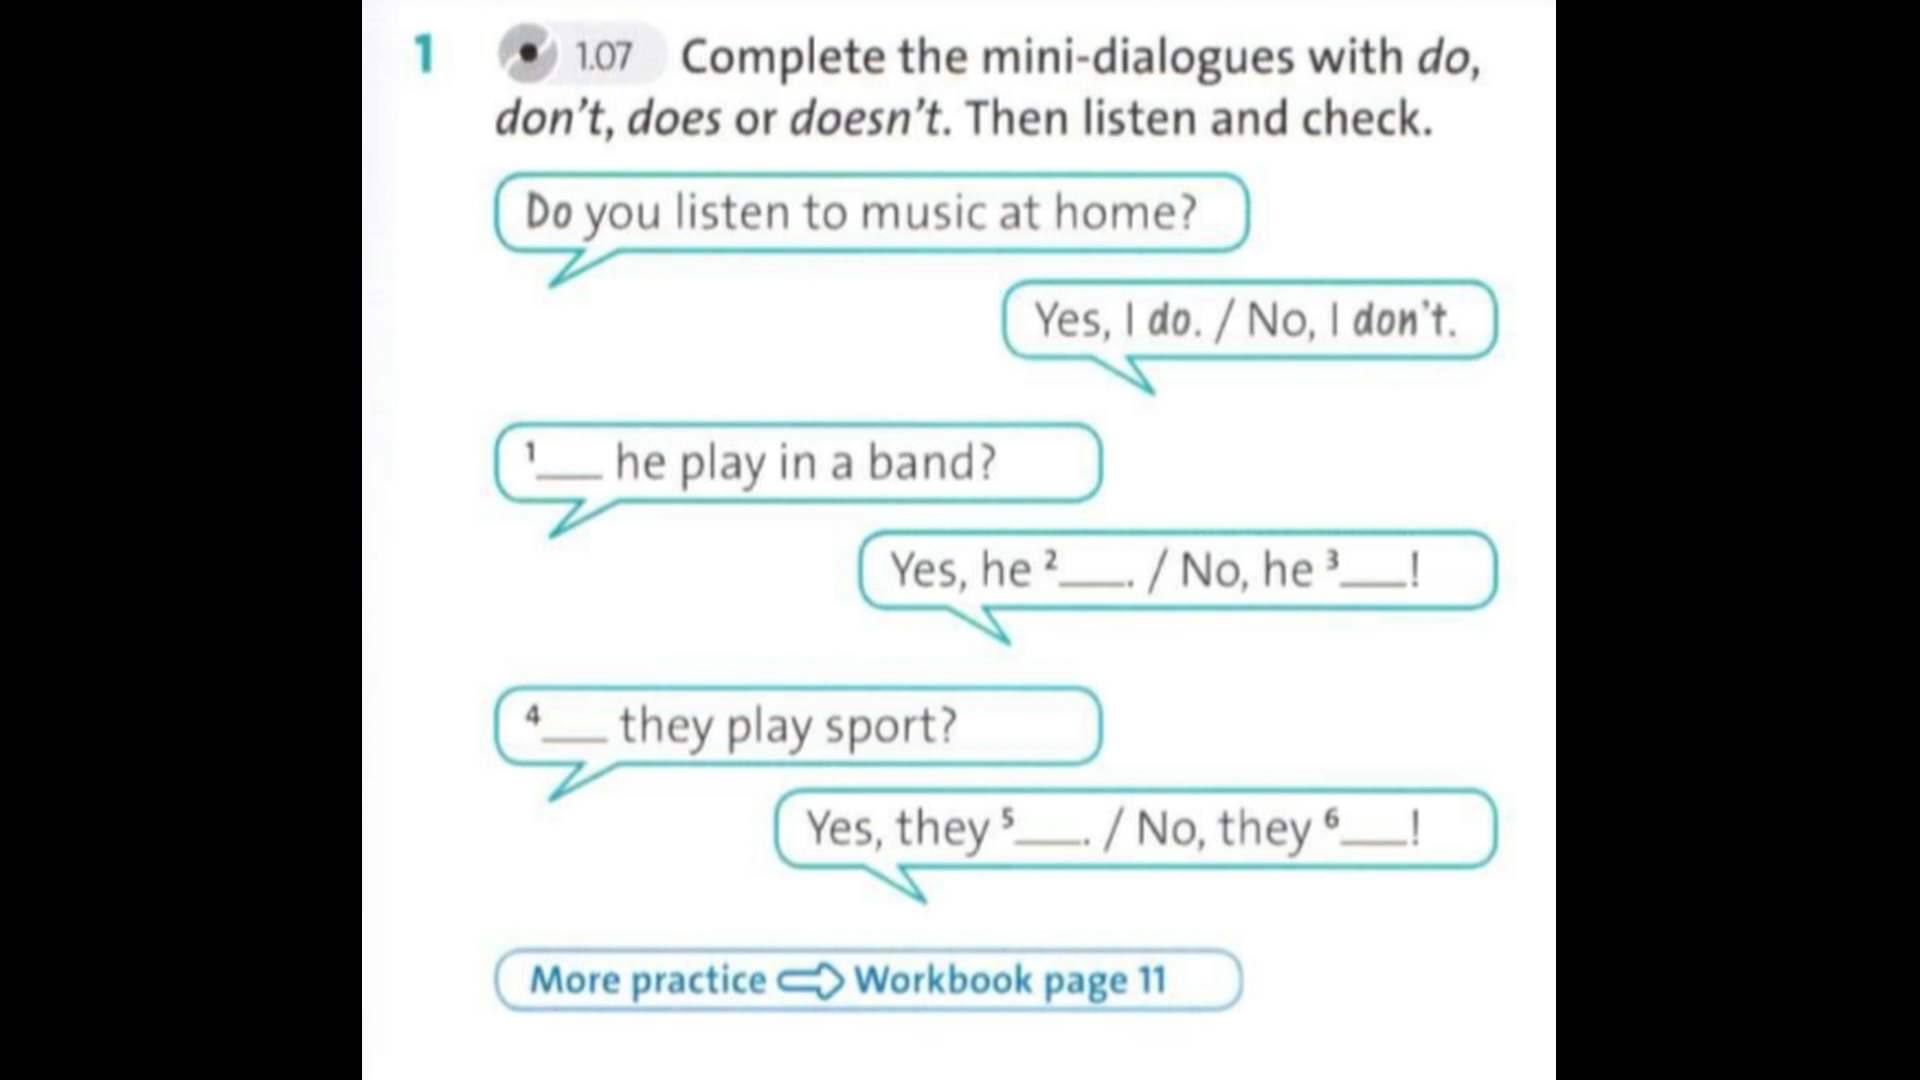 1 1.07 Complete the mini-dialogues with do,
don't, does or doesn't. Then listen and check.
Do you listen to music at home?
Yes, I do. / No, I don't.
1___ he play in a band?
Yes, he 2___. / No, he 3___!
4___ they play sport?
Yes, they 5___. / No, they 6___!
More practice ⇨ Workbook page 11